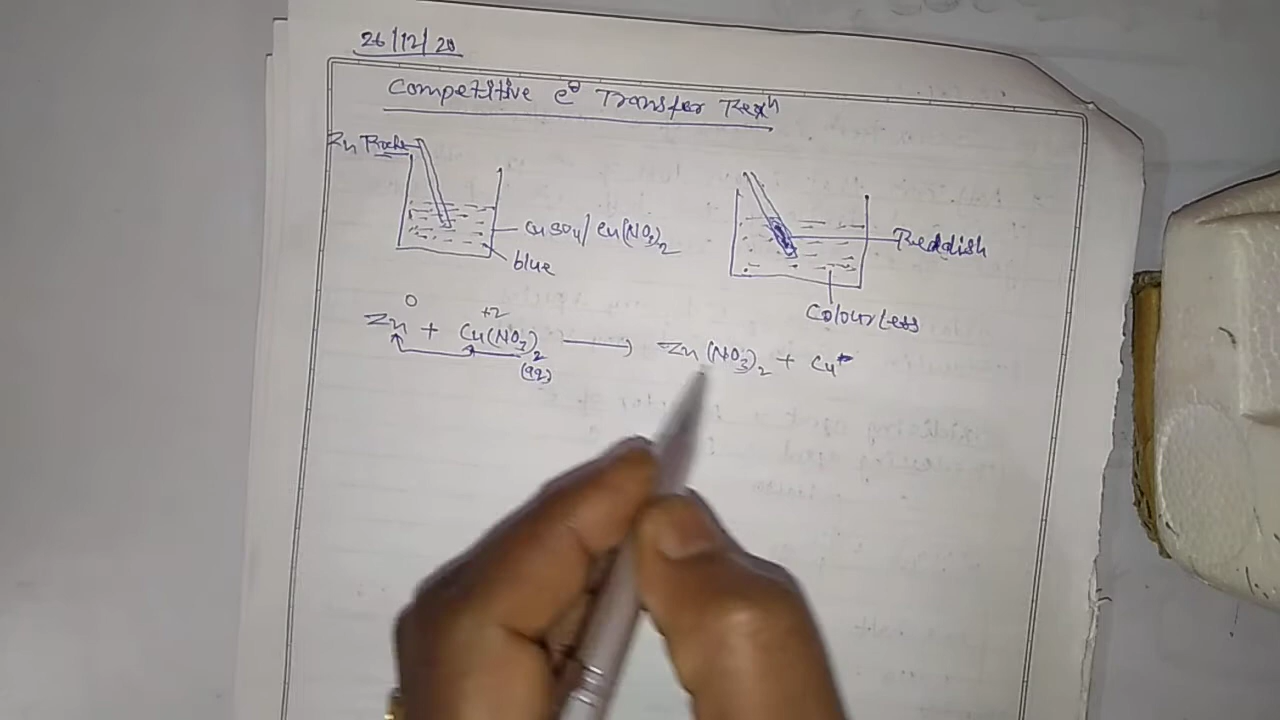 26/12/20
Competitive e⊖ Transfer Rexⁿ
Zn
CuSO4/Cu(NO3)2
blue
Reddish
Colourless
0
+2
Zn + Cu(NO3)2 ⟶ Zn(NO3)2 + Cu
(aq)